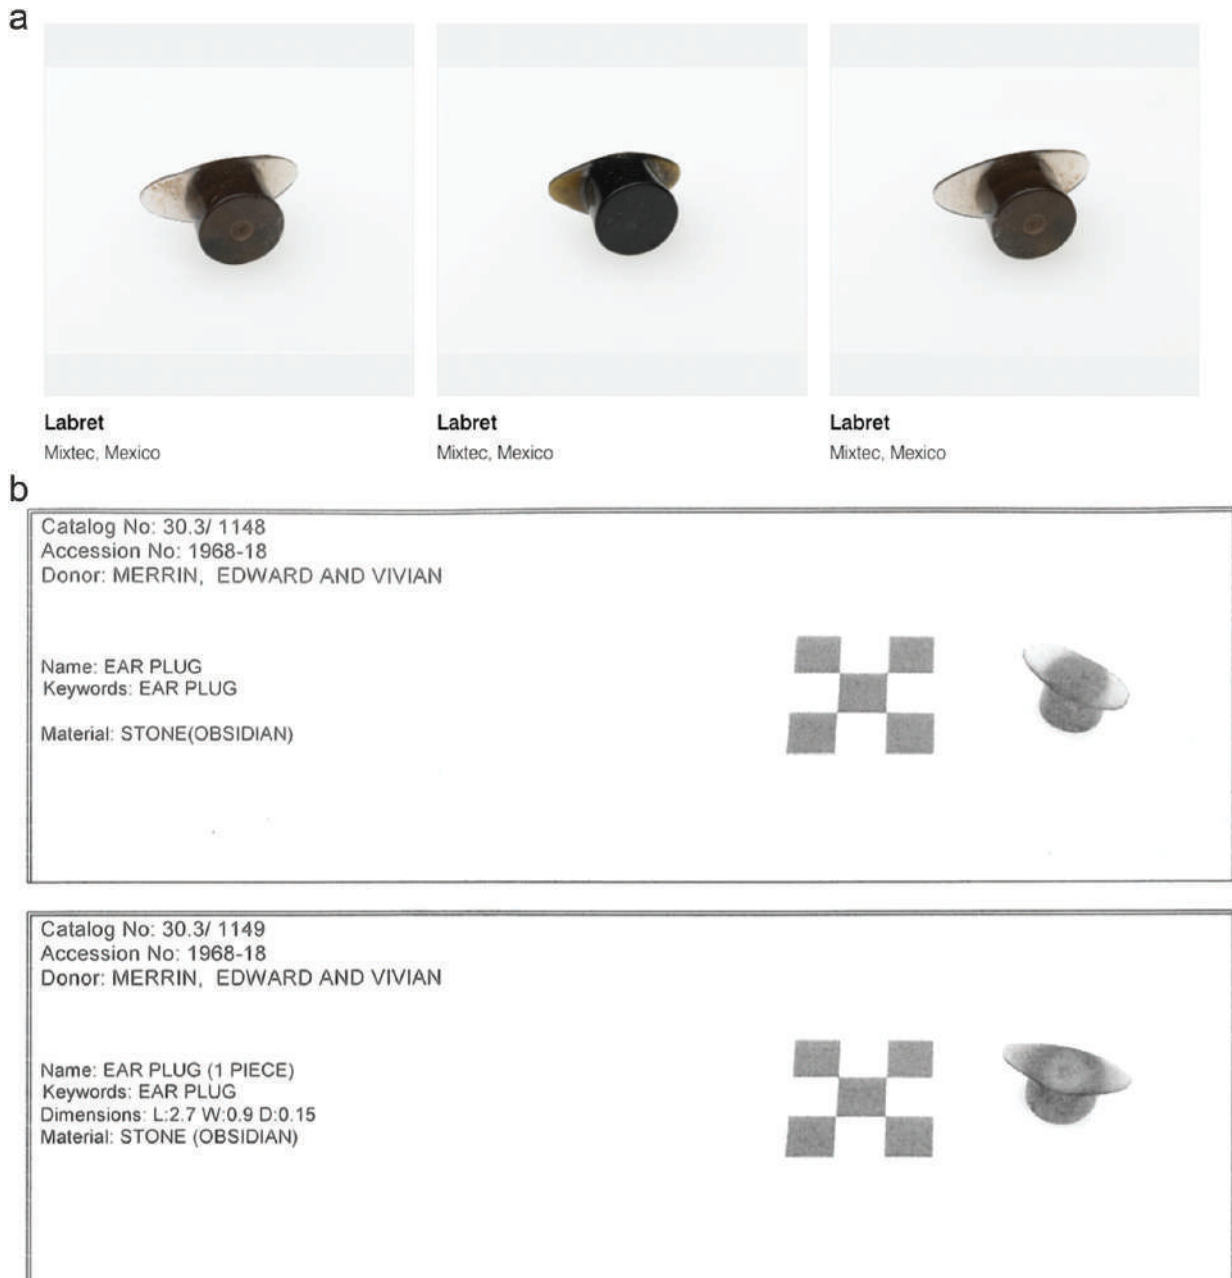 a
Labret
Mixtec, Mexico
Labret
Mixtec, Mexico
Labret
Mixtec, Mexico
b
Catalog No: 30.3/ 1148
Accession No: 1968-18
Donor: MERRIN, EDWARD AND VIVIAN
Name: EAR PLUG
Keywords: EAR PLUG
Material: STONE(OBSIDIAN)
Catalog No: 30.3/ 1149
Accession No: 1968-18
Donor: MERRIN, EDWARD AND VIVIAN
Name: EAR PLUG (1 PIECE)
Keywords: EAR PLUG
Dimensions: L:2.7 W:0.9 D:0.15
Material: STONE (OBSIDIAN)